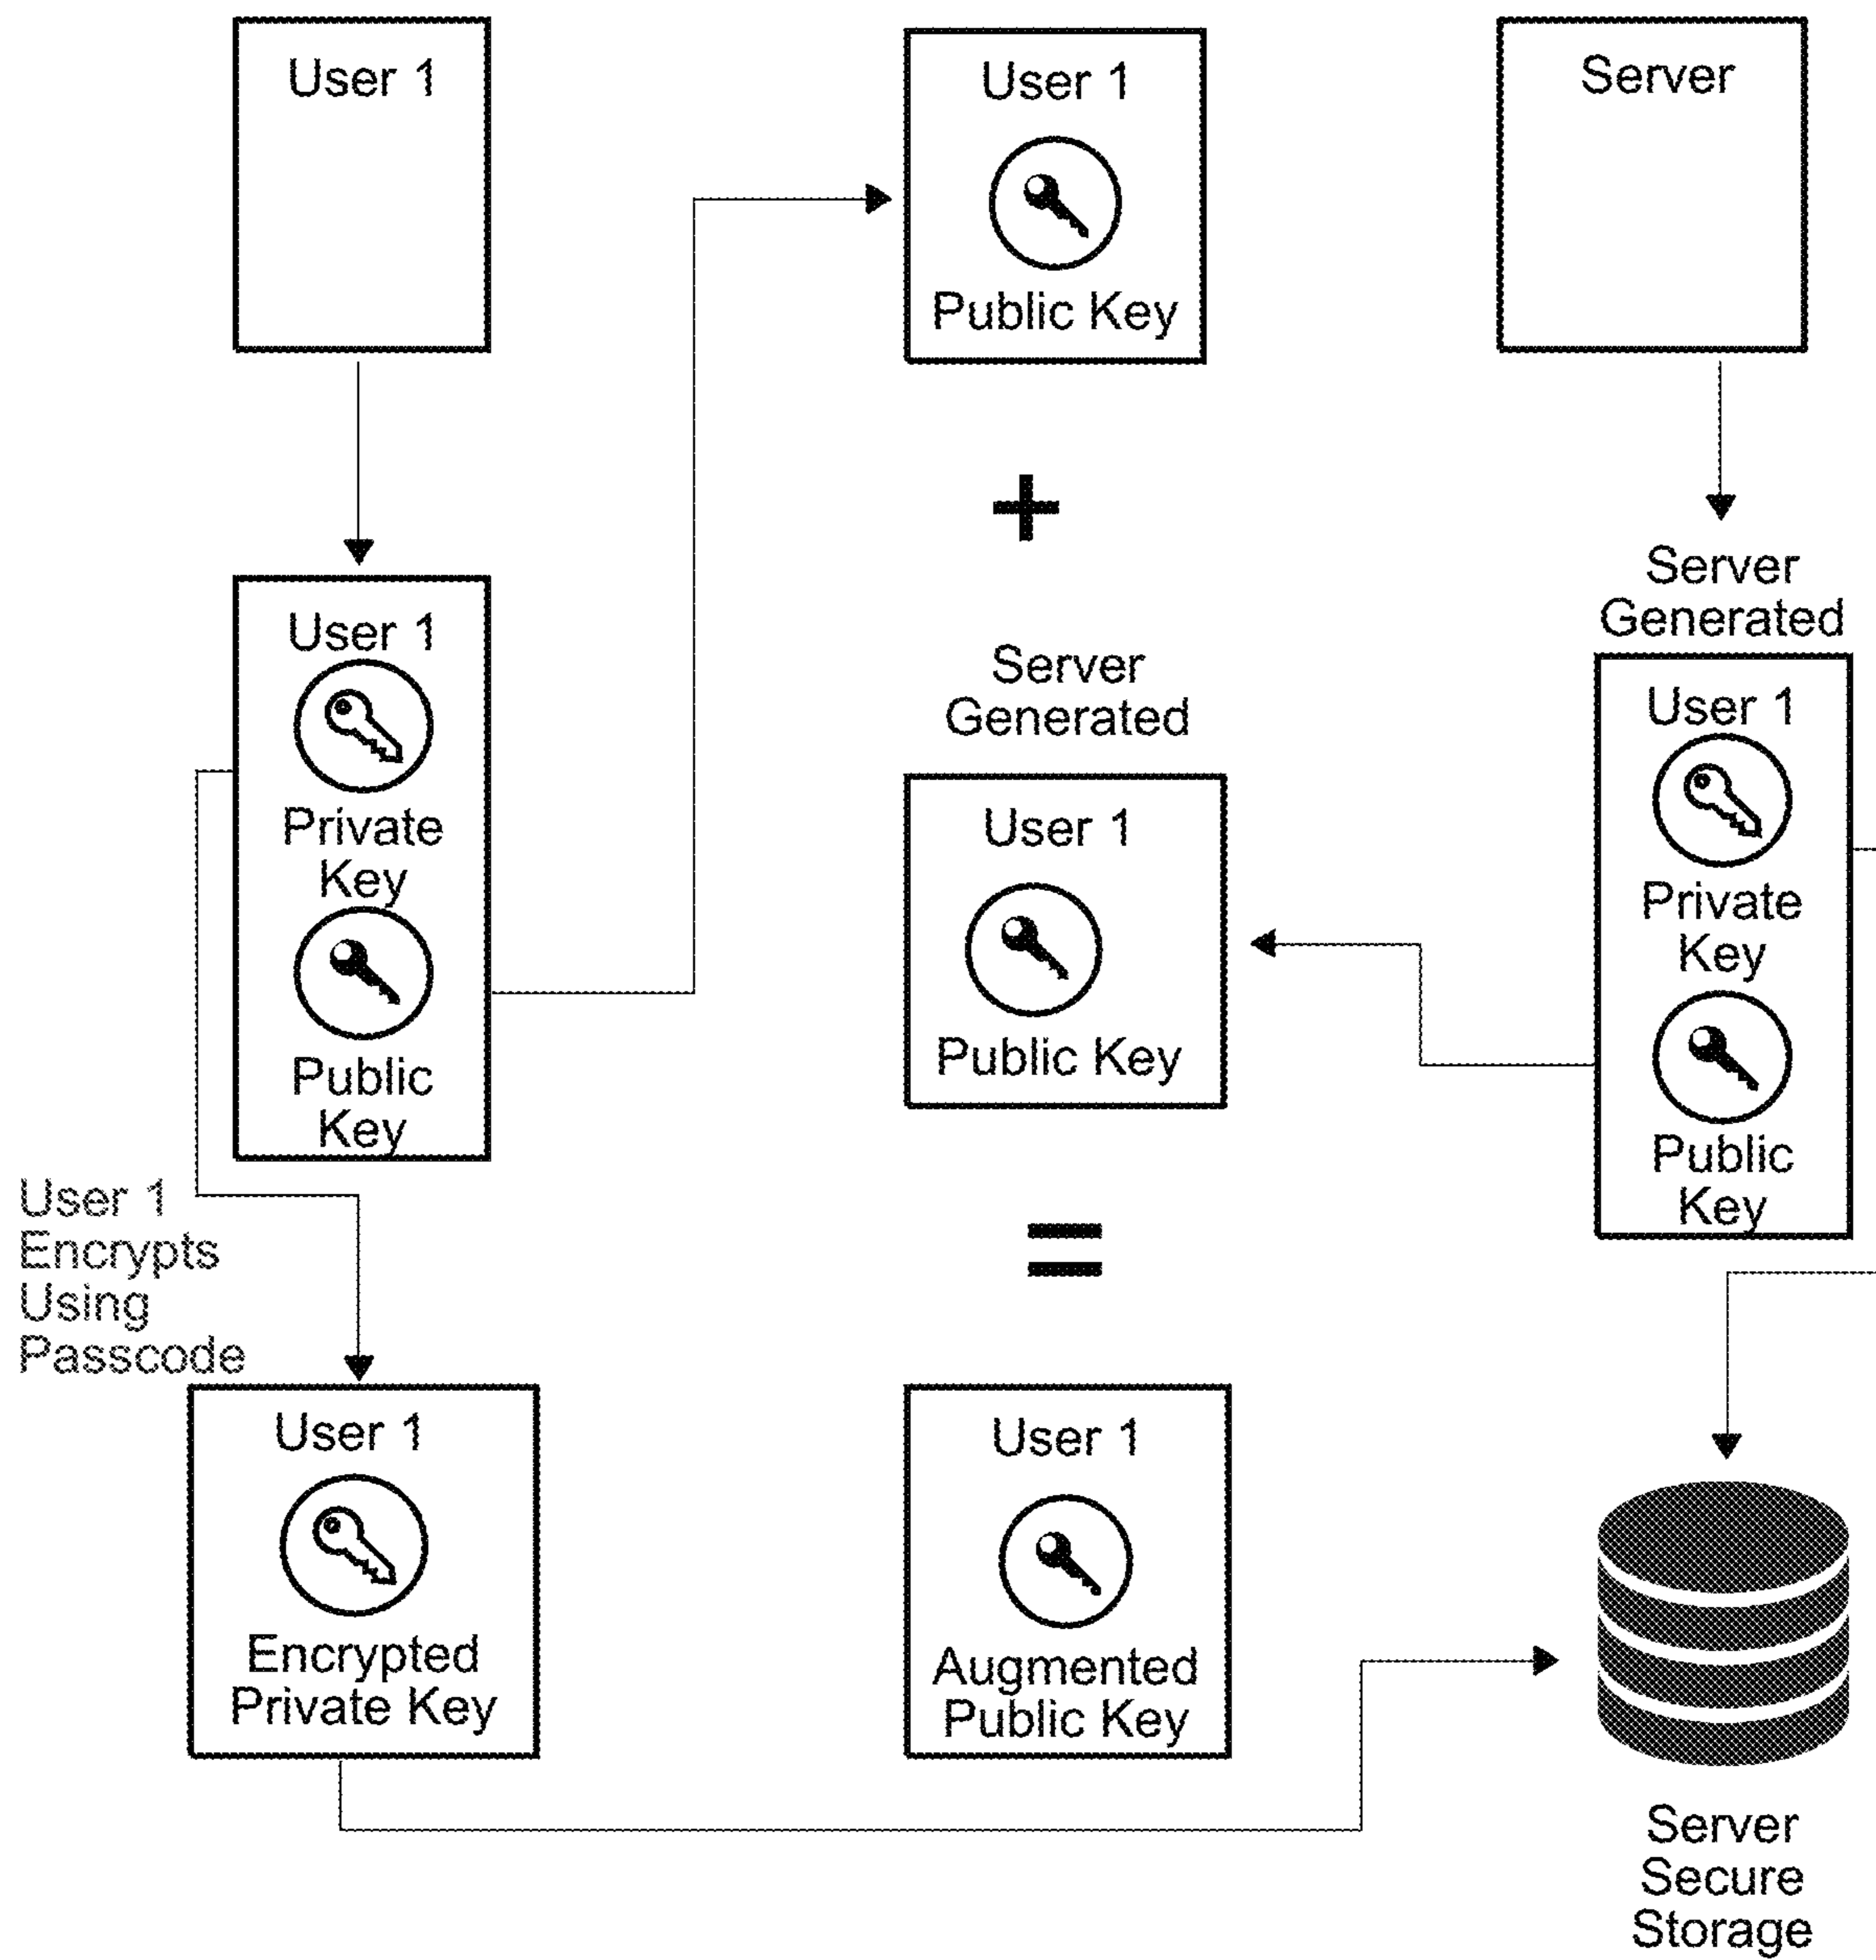 User 1
User 1
Public Key
Server
+
Server
Generated
User 1
Private
Key
Public
Key
Server
Generated
User 1
Public Key
User 1
Private
Key
Public
Key
=
User 1
Encrypts
Using
Passcode
User 1
Encrypted
Private Key
User 1
Augmented
Public Key
Server
Secure
Storage